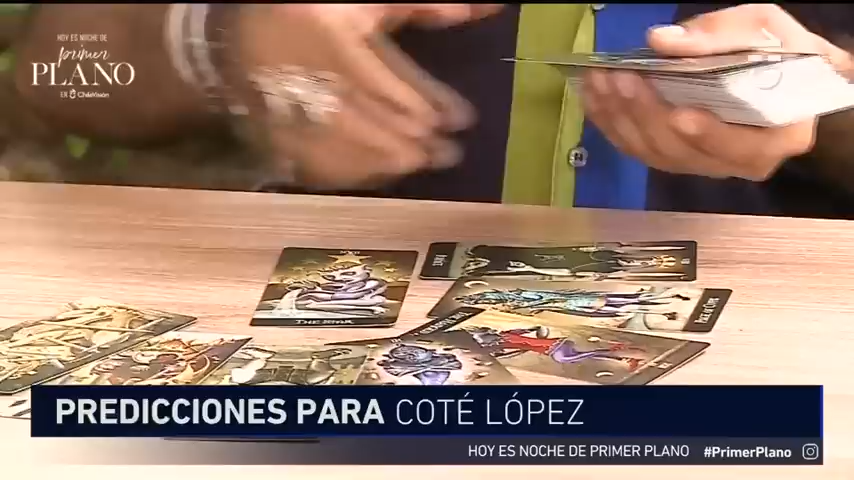 HOY ES NOCHE DE
primer
PLANO
EN CHILEVISIÓN
THE STAR
PREDICCIONES PARA COTÉ LÓPEZ
HOY ES NOCHE DE PRIMER PLANO #PrimerPlano